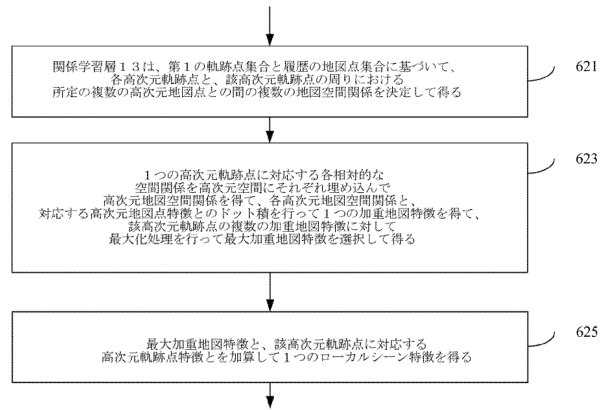 関係学習層１３は、第１の軌跡点集合と履歴の地図点集合に基づいて、
各高次元軌跡点と、該高次元軌跡点の周りにおける
所定の複数の高次元地図点との間の複数の地図空間関係を決定して得る
621
１つの高次元軌跡点に対応する各相対的な
空間関係を高次元空間にそれぞれ埋め込んで
高次元地図空間関係を得て、各高次元地図空間関係と、
対応する高次元地図点特徴とのドット積を行って１つの加重地図特徴を得て、
該高次元軌跡点の複数の加重地図特徴に対して
最大化処理を行って最大加重地図特徴を選択して得る
623
最大加重地図特徴と、該高次元軌跡点に対応する
高次元軌跡点特徴とを加算して１つのローカルシーン特徴を得る
625